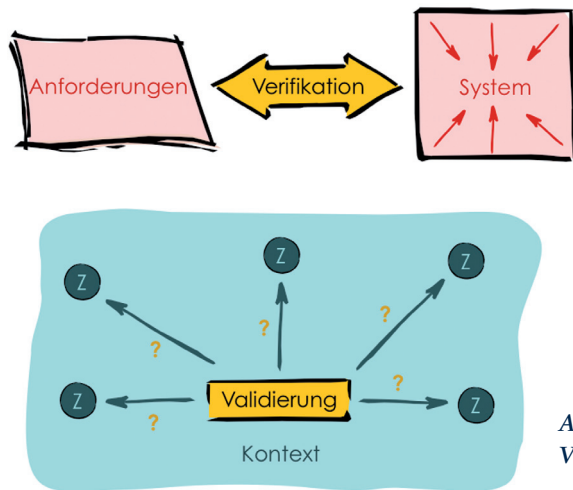 Anforderungen
Verifikation
System
Z
Z
Z
?
?
?
Z
?
Validierung
?
Z
Kontext
A
V